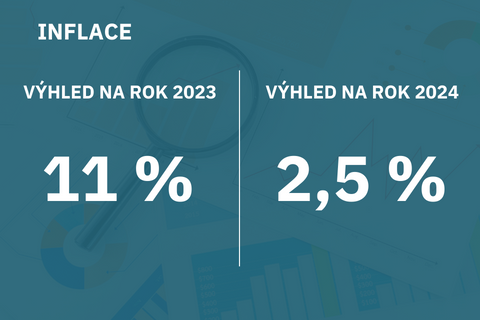 INFLACE
VÝHLED NA ROK 2023
11 %
VÝHLED NA ROK 2024
2,5 %